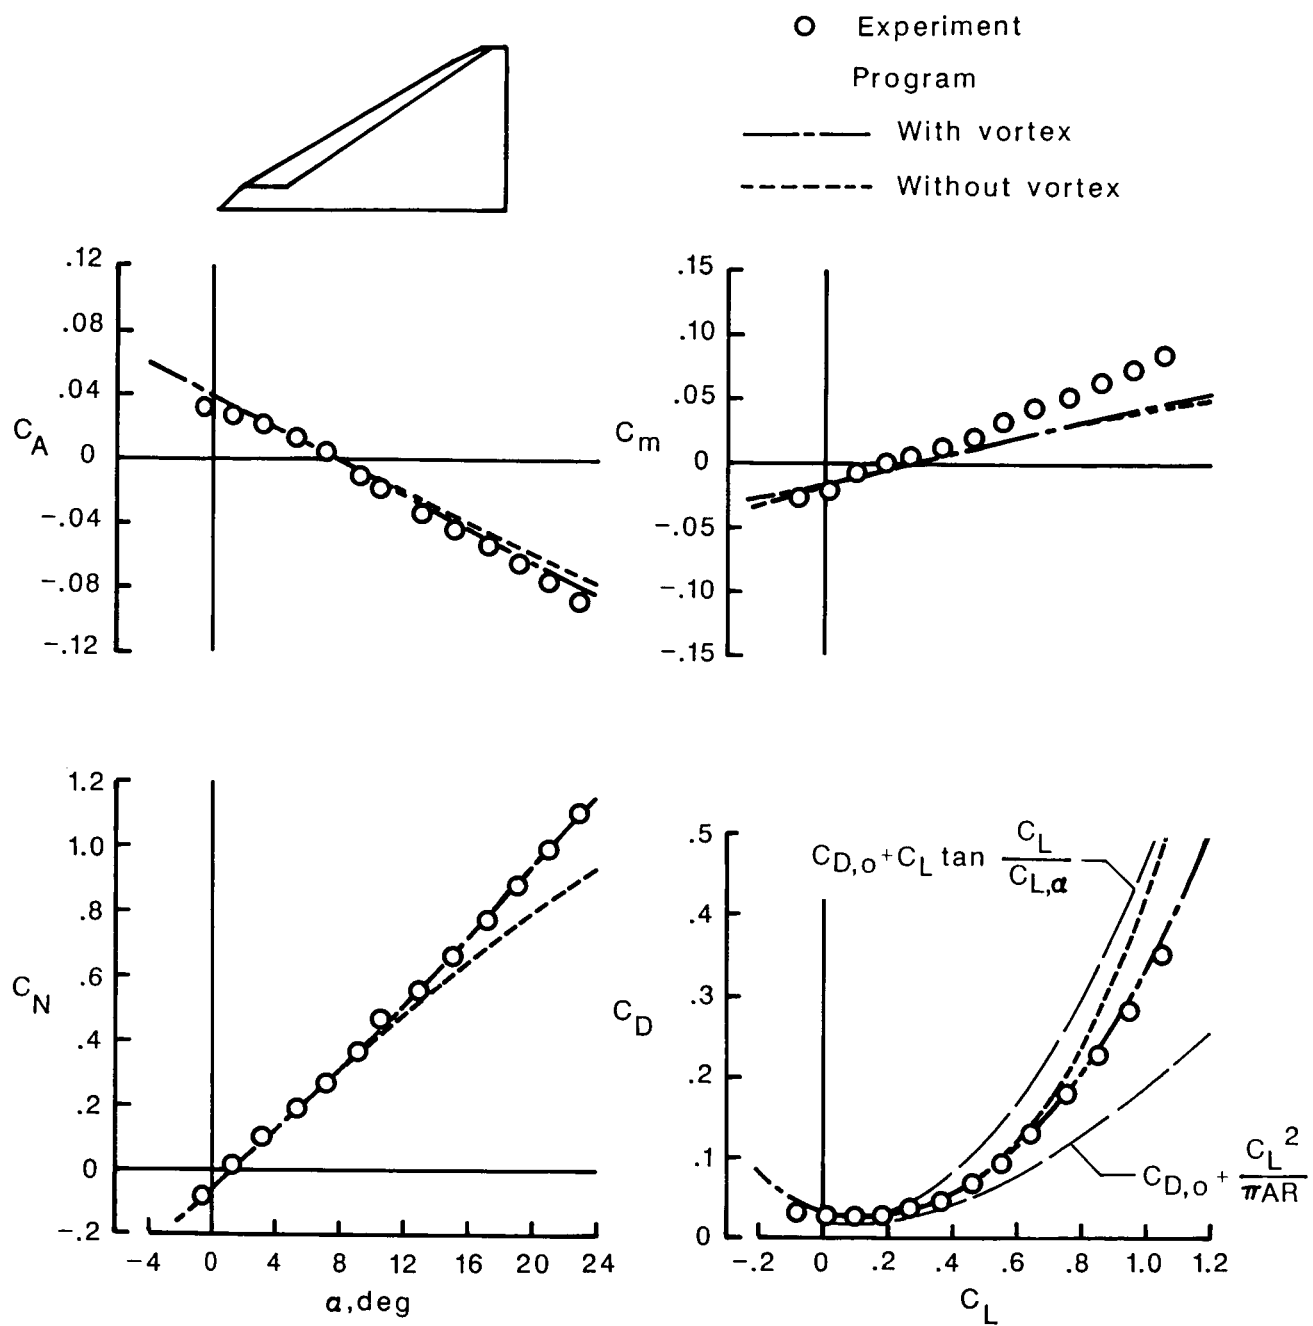 Experiment
Program
With vortex
Without vortex
.12
.08
.04
0
-.04
-.08
-.12
C_A
.15
.10
.05
0
-.05
-.10
-.15
C_m
1.2
1.0
.8
.6
.4
.2
0
-.2
C_N
-4 0 4 8 12 16 20 24
α,deg
.5
.4
.3
.2
.1
0
C_D
C_{D,o} + C_L tan C_L / C_{L,α}
C_{D,o} + C_L^2 / πAR
-.2 0 .2 .4 .6 .8 1.0 1.2
C_L